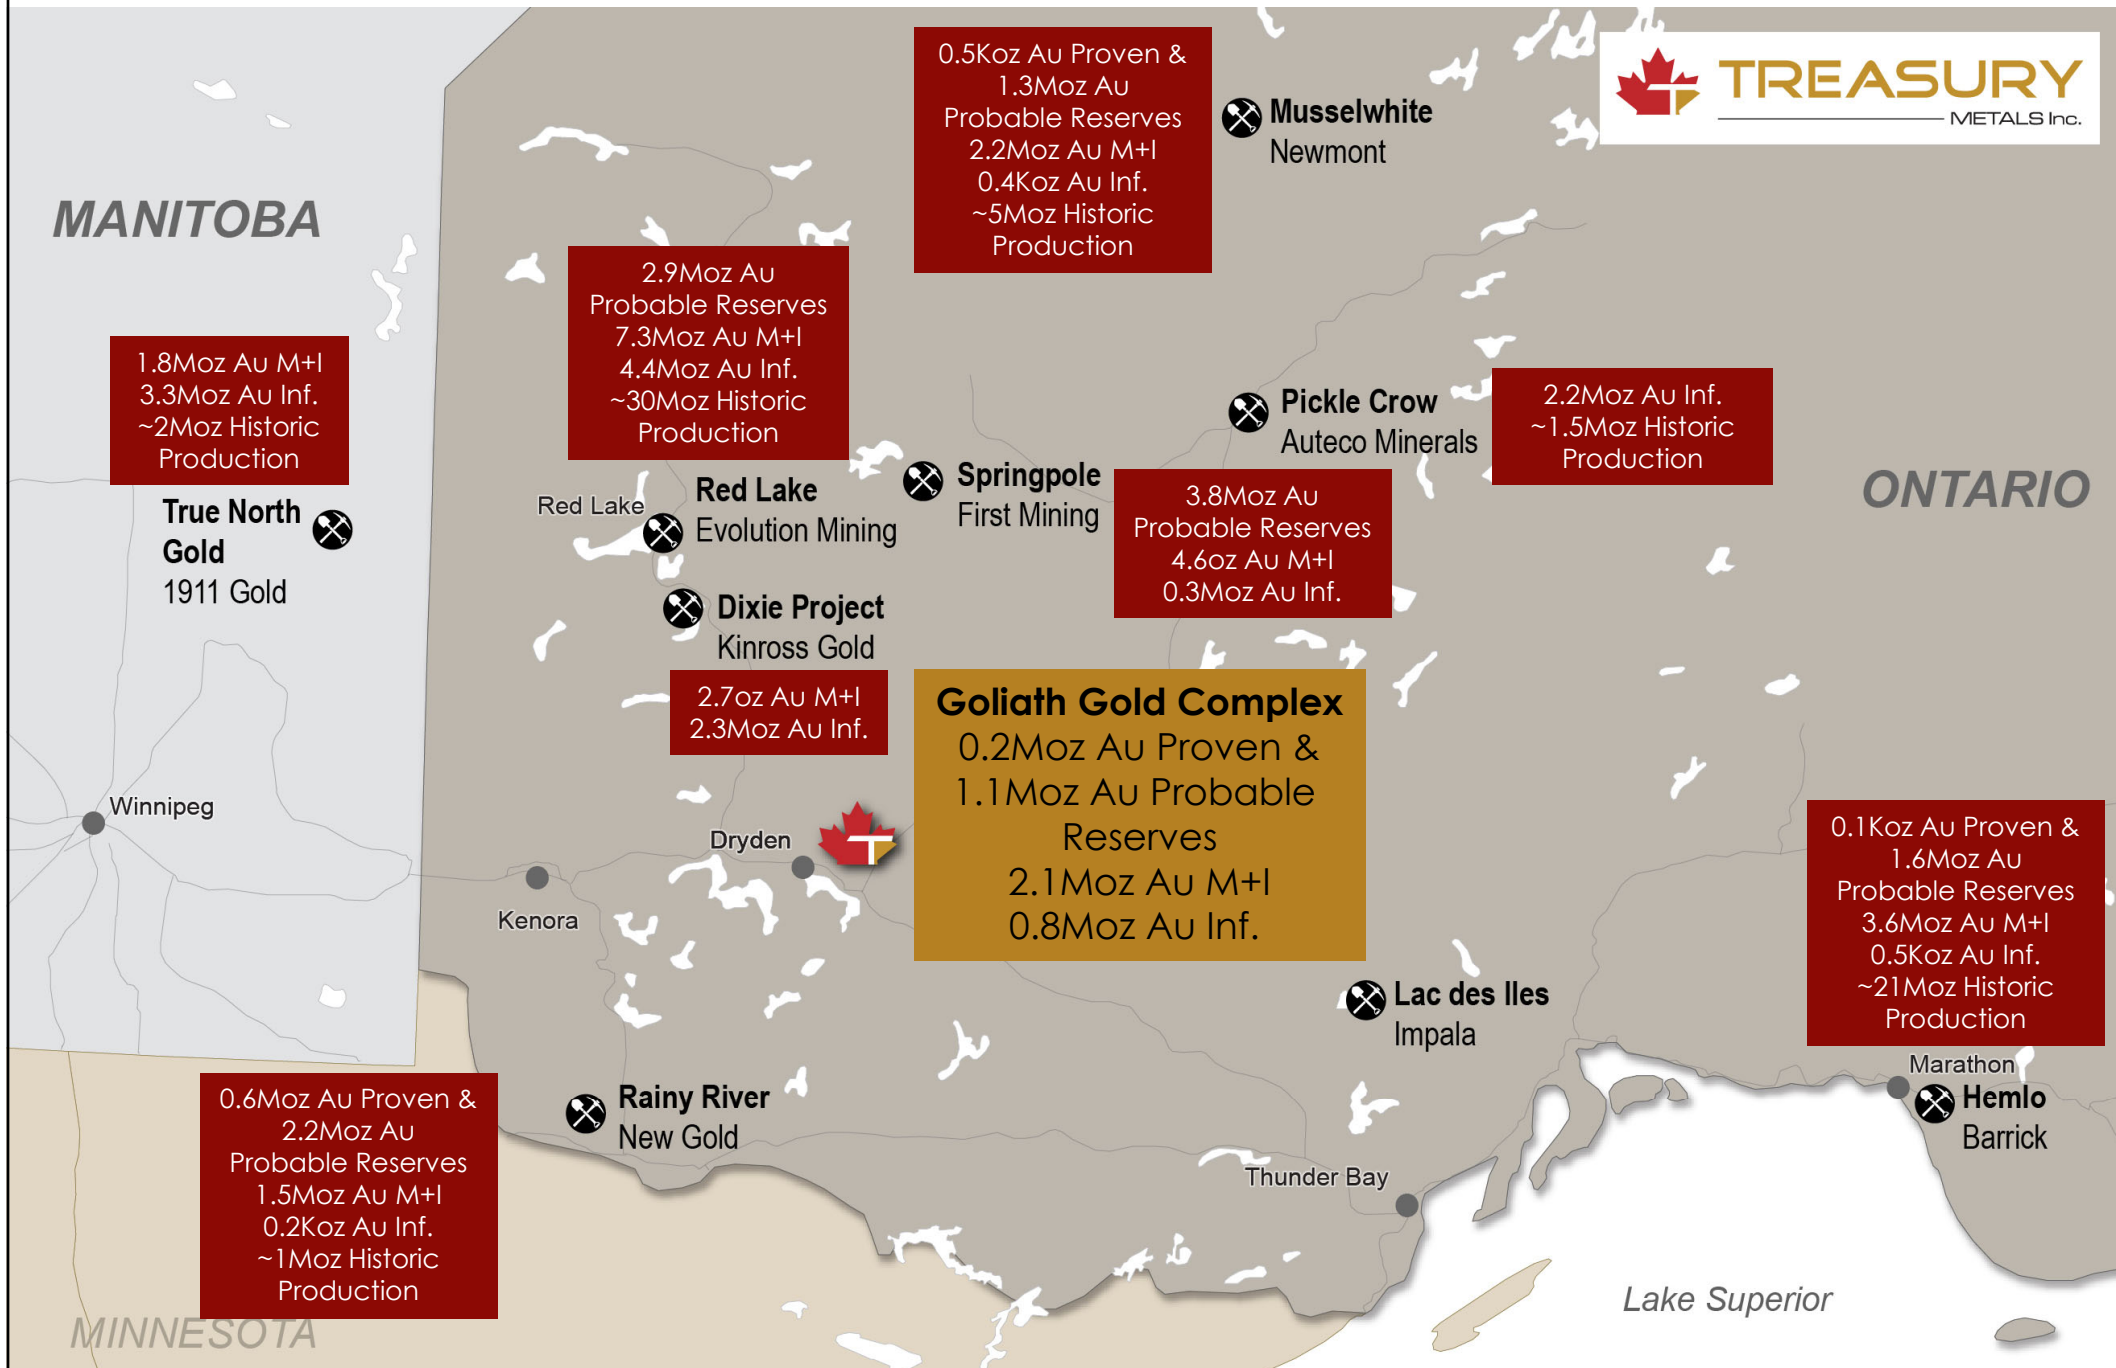 TREASURY
METALS Inc.
0.5Koz Au Proven &
1.3Moz Au
Probable Reserves
2.2Moz Au M+I
0.4Koz Au Inf.
~5Moz Historic
Production
Musselwhite
Newmont
MANITOBA
2.9Moz Au
Probable Reserves
7.3Moz Au M+I
4.4Moz Au Inf.
~30Moz Historic
Production
1.8Moz Au M+I
3.3Moz Au Inf.
~2Moz Historic
Production
True North
Gold
1911 Gold
Red Lake
Red Lake
Evolution Mining
Springpole
First Mining
3.8Moz Au
Probable Reserves
4.6oz Au M+I
0.3Moz Au Inf.
Pickle Crow
Auteco Minerals
2.2Moz Au Inf.
~1.5Moz Historic
Production
ONTARIO
Dixie Project
Kinross Gold
2.7oz Au M+I
2.3Moz Au Inf.
Goliath Gold Complex
0.2Moz Au Proven &
1.1Moz Au Probable
Reserves
2.1Moz Au M+I
0.8Moz Au Inf.
Winnipeg
Dryden
T
Kenora
0.1Koz Au Proven &
1.6Moz Au
Probable Reserves
3.6Moz Au M+I
0.5Koz Au Inf.
~21Moz Historic
Production
Lac des Iles
Impala
Marathon
Hemlo
Barrick
0.6Moz Au Proven &
2.2Moz Au
Probable Reserves
1.5Moz Au M+I
0.2Koz Au Inf.
~1Moz Historic
Production
Rainy River
New Gold
Thunder Bay
Lake Superior
MINNESOTA